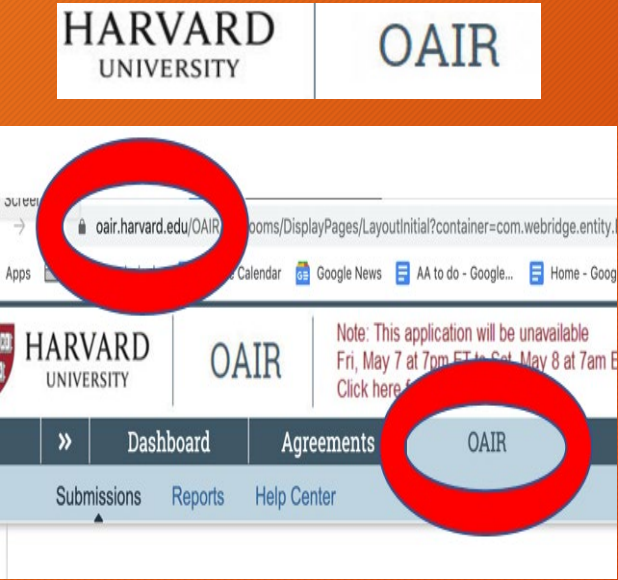 HARVARD
UNIVERSITY
OAIR
oair.harvard.edu/OAIR ooms/DisplayPages/LayoutInitial?container=com.webridge.entity.
Apps Calendar Google News AA to do - Google... Home - Goog
HARVARD
UNIVERSITY
OAIR
Note: This application will be unavailable
Fri, May 7 at 7pm ET to Sat, May 8 at 7am E
Click here
» Dashboard Agreements OAIR
Submissions Reports Help Center